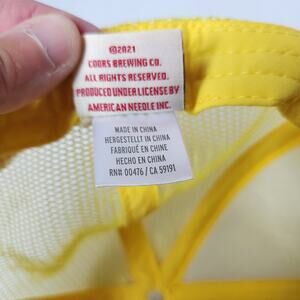 ©2021
COORS BREWING CO.
ALL RIGHTS RESERVED.
PRODUCED UNDER LICENSE BY
AMERICAN NEEDLE INC.
MADE IN CHINA
HERGESTELLT IN CHINA
FABRIQUÉ EN CHINE
HECHO EN CHINA
RN# 00476 / CA 59191